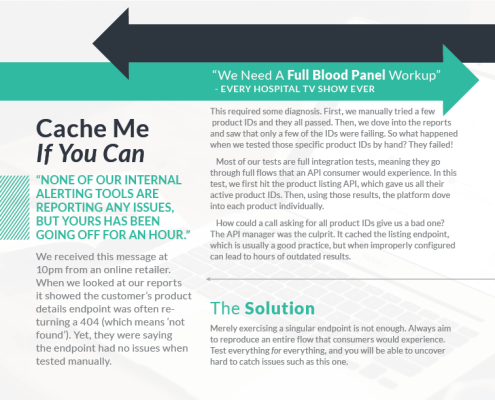 Cache Me
If You Can
"NONE OF OUR INTERNAL
ALERTING TOOLS ARE
REPORTING ANY ISSUES,
BUT YOURS HAS BEEN
GOING OFF FOR AN HOUR."
We received this message at
10pm from an online retailer.
When we looked at our reports
it showed the customer's product
details endpoint was often re-
turning a 404 (which means 'not
found'). Yet, they were saying
the endpoint had no issues when
tested manually.
"We Need A Full Blood Panel Workup"
- EVERY HOSPITAL TV SHOW EVER
This required some diagnosis. First, we manually tried a few
product IDs and they all passed. Then, we dove into the reports
and saw that only a few of the IDs were failing. So what happened
when we tested those specific product IDs by hand? They failed!
Most of our tests are full integration tests, meaning they go
through full flows that an API consumer would experience. In this
test, we first hit the product listing API, which gave us all their
active product IDs. Then, using those results, the platform dove
into each product individually.
How could a call asking for all product IDs give us a bad one?
The API manager was the culprit. It cached the listing endpoint,
which is usually a good practice, but when improperly configured
can lead to hours of outdated results.
The Solution
Merely exercising a singular endpoint is not enough. Always aim
to reproduce an entire flow that consumers would experience.
Test everything for everything, and you will be able to uncover
hard to catch issues such as this one.